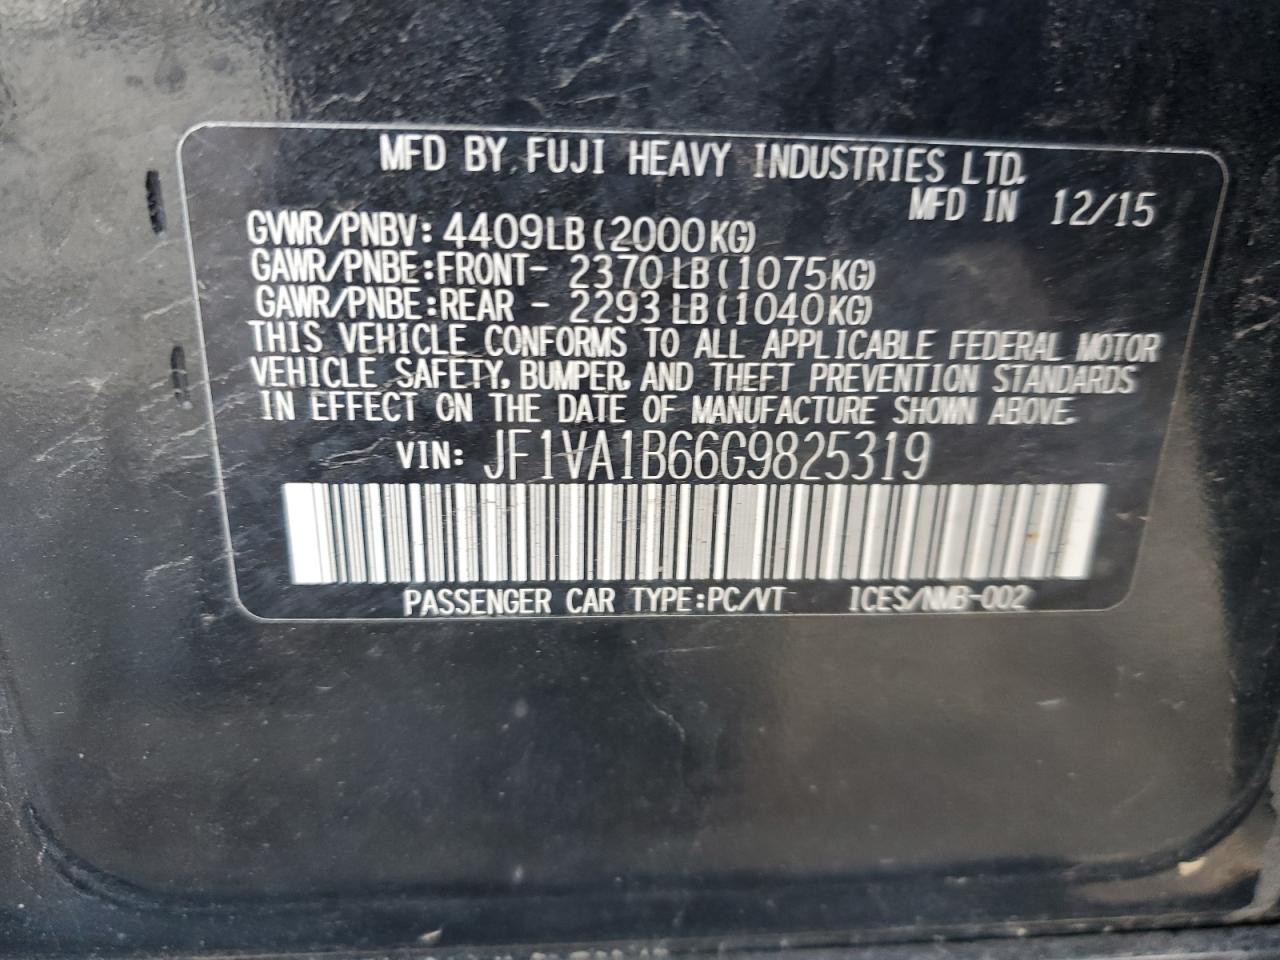 MFD BY FUJI HEAVY INDUSTRIES LTD.
MFD IN 12/15
GVWR/PNBV: 4409LB (2000KG)
GAWR/PNBE:FRONT- 2370 LB (1075KG)
GAWR/PNBE:REAR - 2293 LB (1040KG)
THIS VEHICLE CONFORMS TO ALL APPLICABLE FEDERAL MOTOR
VEHICLE SAFETY, BUMPER, AND THEFT PREVENTION STANDARDS
IN EFFECT ON THE DATE OF MANUFACTURE SHOWN ABOVE.
VIN: JF1VA1B66G9825319
PASSENGER CAR TYPE:PC/VT ICES/NMB-002